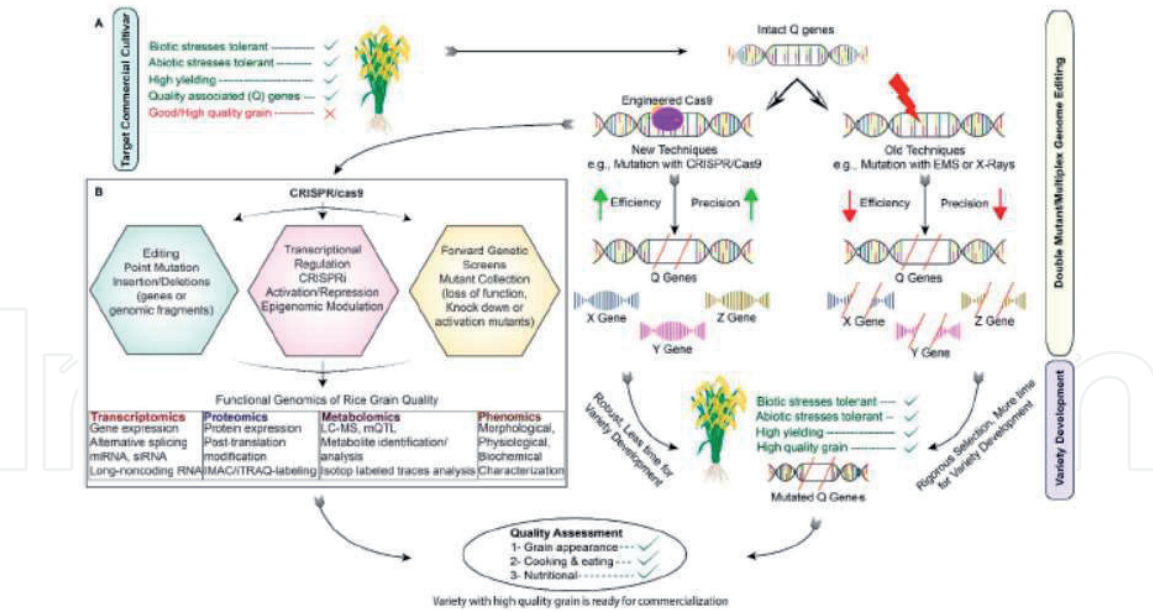 A
Target Commercial Cultivar
Biotic stresses tolerant
Abiotic stresses tolerant
High yielding
Quality associated (Q) genes
Good/High quality grain
Intact Q genes
Engineered Cas9
New Techniques
e.g., Mutation with CRISPR/Cas9
Old Techniques
e.g., Mutation with EMS or X-Rays
Efficiency
Precision
Efficiency
Precision
Q Genes
X Gene
Y Gene
Z Gene
Q Genes
X Gene
Y Gene
Z Gene
Double Mutant/Multiplex Genome Editing
B
CRISPR/cas9
Editing
Point Mutation
Insertion/Deletions
(genes or
genomic fragments)
Transcriptional
Regulation
CRISPRi
Activation/Repression
Epigenomic Modulation
Forward Genetic
Screens
Mutant Collection
(loss of function,
Knock down or
activation mutants)
Functional Genomics of Rice Grain Quality
Transcriptomics
Gene expression
Alternative splicing
miRNA, siRNA
Long-noncoding RNA
Proteomics
Protein expression
Post-translation
modification
IMAC/iTRAQ-labeling
Metabolomics
LC-MS, mQTL
Metabolite identification/
analysis
Isotop labeled traces analysis
Phenomics
Morphological,
Physiological,
Biochemical
Characterization
Robust, Less time for
Variety Development
Biotic stresses tolerant
Abiotic stresses tolerant
High yielding
High quality grain
Mutated Q Genes
Rigorous Selection, More time
for Variety Development
Variety Development
Quality Assessment
1- Grain appearance
2- Cooking & eating
3- Nutritional
Variety with high quality grain is ready for commercialization